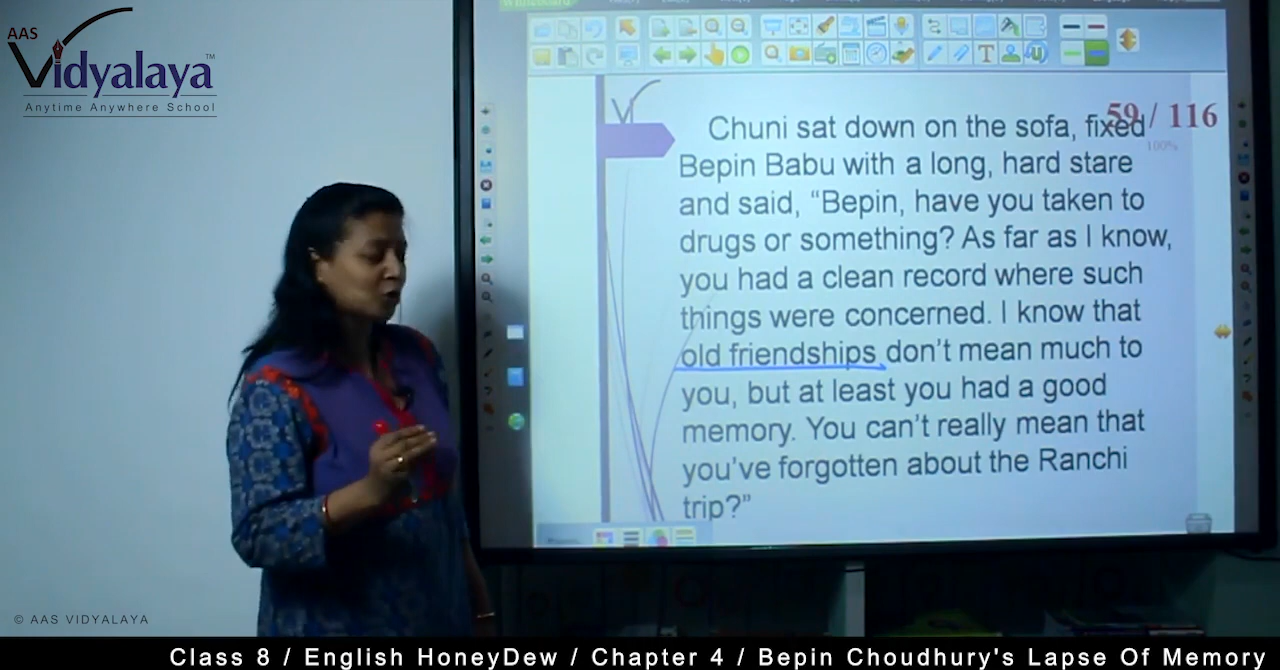 AAS
Vidyalaya™
Anytime Anywhere School
59 / 116
100%
Chuni sat down on the sofa, fixed
Bepin Babu with a long, hard stare
and said, “Bepin, have you taken to
drugs or something? As far as I know,
you had a clean record where such
things were concerned. I know that
old friendships don’t mean much to
you, but at least you had a good
memory. You can’t really mean that
you’ve forgotten about the Ranchi
trip?”
© AAS VIDYALAYA
Class 8 / English HoneyDew / Chapter 4 / Bepin Choudhury's Lapse Of Memory